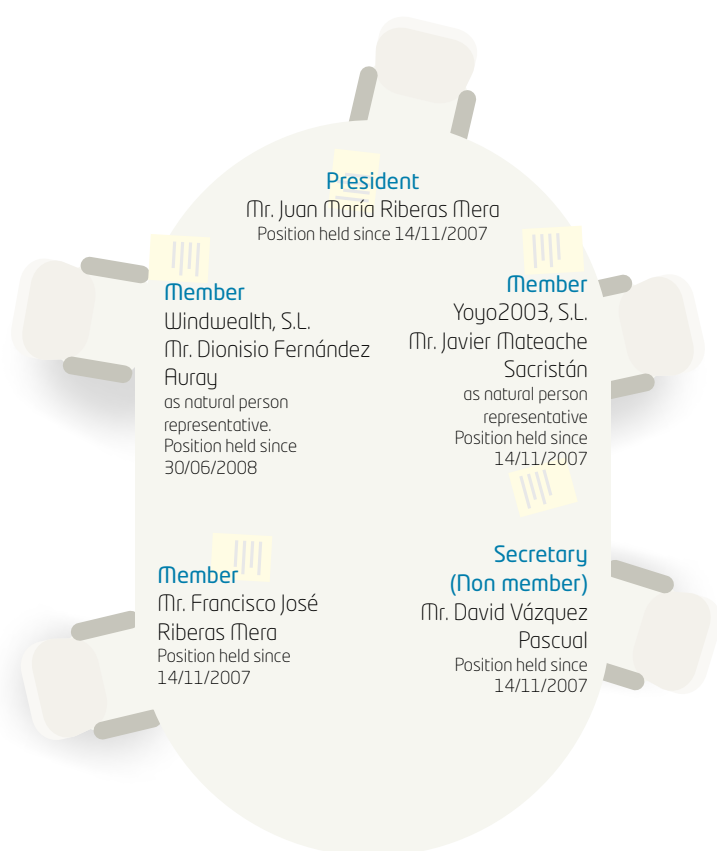 President
Mr. Juan María Riberas Mera
Position held since 14/11/2007
Member
Windwealth, S.L.
Mr. Dionisio Fernández
Auray
as natural person
representative.
Position held since
30/06/2008
Member
Yoyo2003, S.L.
Mr. Javier Mateache
Sacristán
as natural person
representative
Position held since
14/11/2007
Member
Mr. Francisco José
Riberas Mera
Position held since
14/11/2007
Secretary
(Non member)
Mr. David Vázquez
Pascual
Position held since
14/11/2007